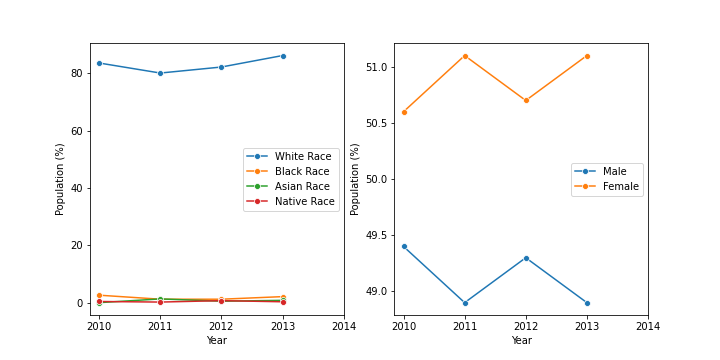 80
60
40
20
0
Population (%)
White Race
Black Race
Asian Race
Native Race
2010 2011 2012 2013 2014
Year
51.0
50.5
50.0
49.5
49.0
Population (%)
Male
Female
2010 2011 2012 2013 2014
Year